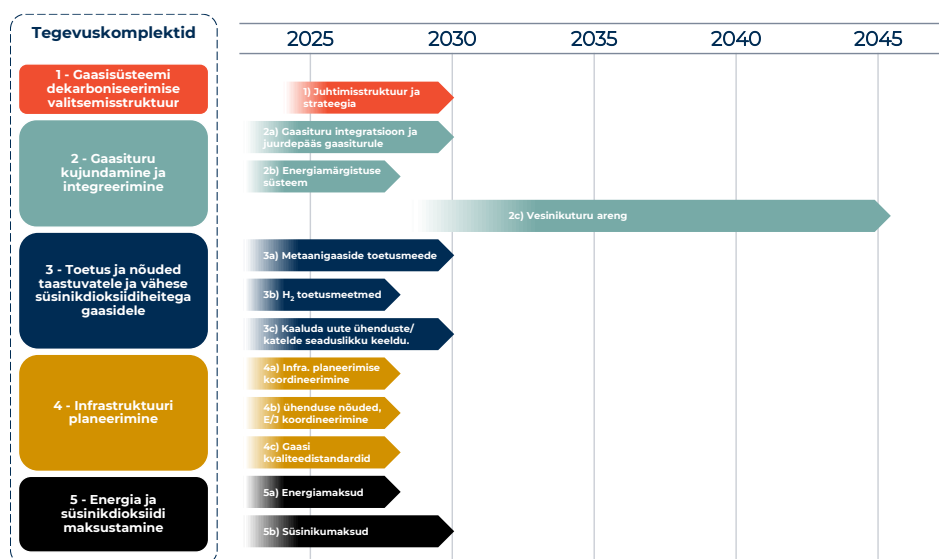 Tegevuskomplektid
2025
2030
2035
2040
2045
1 - Gaasisüsteemi
dekarboniseerimise
valitsemisstruktuur
1) Juhtimisstruktuur ja
strateegia
2 - Gaasituru
kujundamine ja
integreerimine
2a) Gaasituru integratsioon ja
juurdepääs gaasiturule
2b) Energiamärgistuse
süsteem
2c) Vesinikuturu areng
3 - Toetus ja nõuded
taastuvatele ja vähese
süsinikdioksiidiheitega
gaasidele
3a) Metaanigaaside toetusmeede
3b) H₂ toetusmeetmed
3c) Kaaluda uute ühenduste/
katelde seaduslikku keeldu.
4 - Infrastruktuuri
planeerimine
4a) Infra. planeerimise
koordineerimine
4b) ühenduse nõuded,
E/J koordineerimine
4c) Gaasi
kvaliteedistandardid
5 - Energia ja
süsinikdioksiidi
maksustamine
5a) Energiamaksud
5b) Süsinikumaksud